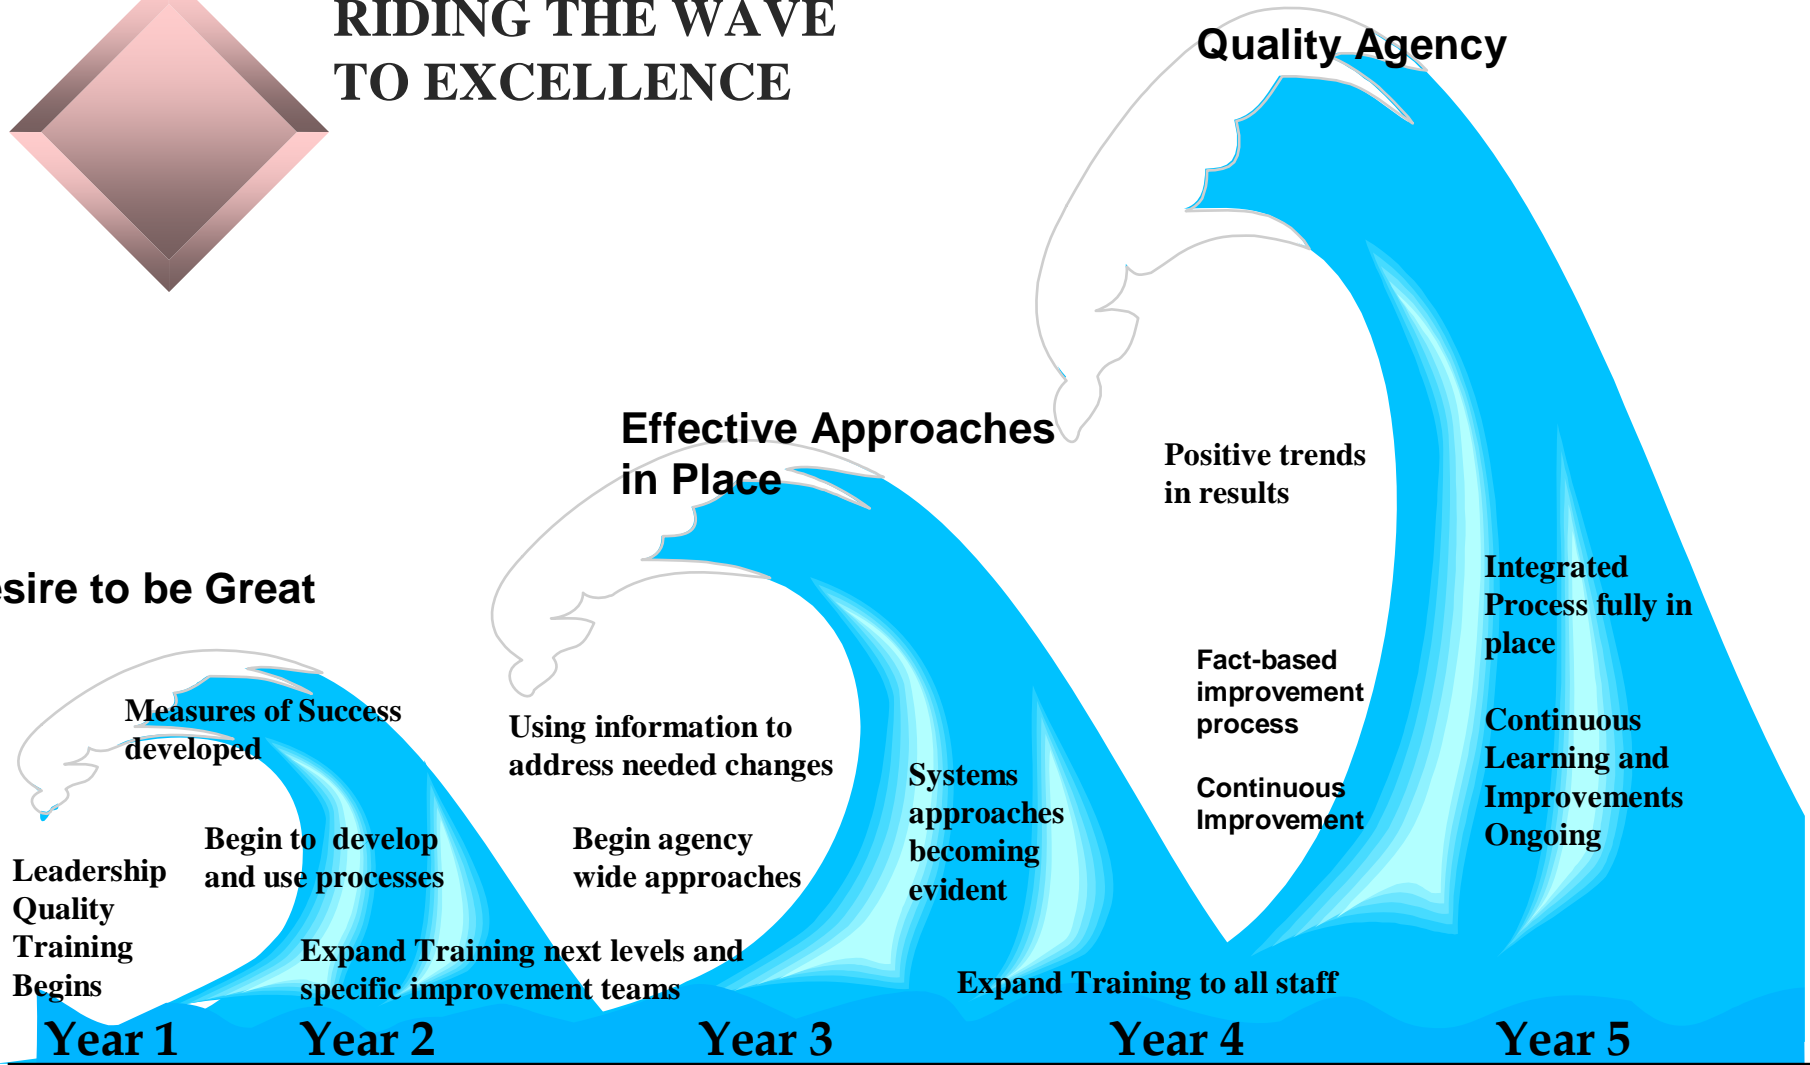 RIDING THE WAVE
TO EXCELLENCE
Quality Agency
Effective Approaches
in Place
esire to be Great
Positive trends
in results
Integrated
Process fully in
place
Fact-based
improvement
process
Continuous
Improvement
Continuous
Learning and
Improvements
Ongoing
Measures of Success
developed
Using information to
address needed changes
Systems
approaches
becoming
evident
Begin to  develop
and use processes
Begin agency
wide approaches
Leadership
Quality
Training
Begins
Expand Training next levels and
specific improvement teams
Expand Training to all staff
Year 1
Year 2
Year 3
Year 4
Year 5